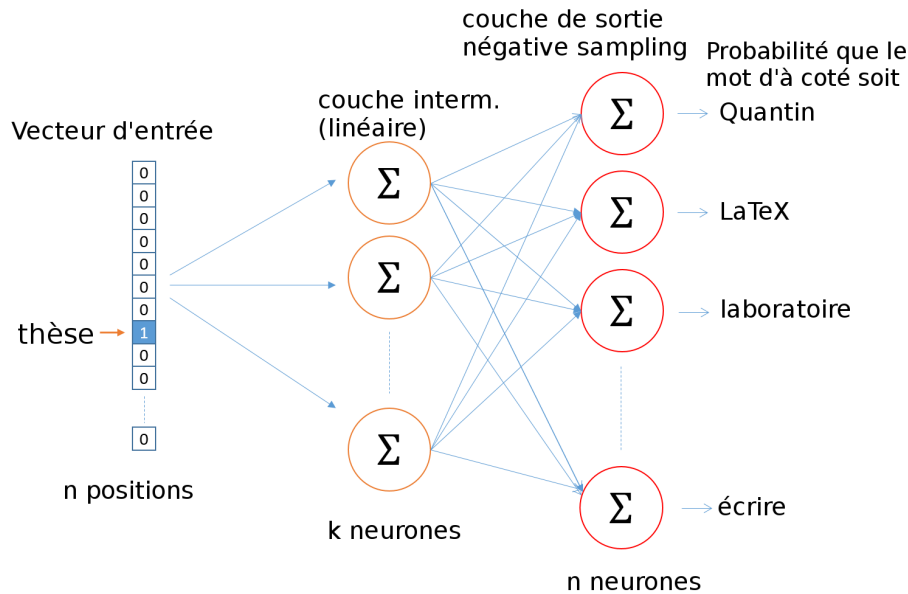 couche de sortie
négative sampling
Probabilité que le
mot d'à coté soit
couche interm.
(linéaire)
Vecteur d'entrée
Σ
Quantin
0
0
0
0
0
0
0
1
0
0
0
thèse
Σ
Σ
LaTeX
Σ
Σ
laboratoire
Σ
Σ
écrire
n positions
k neurones
n neurones